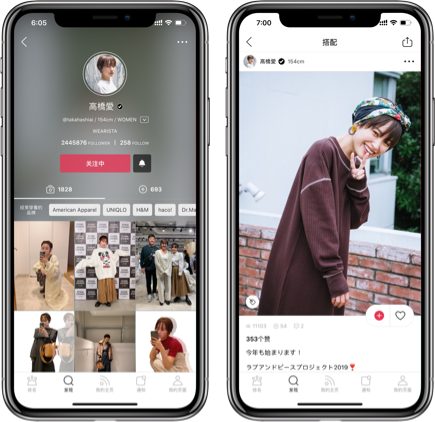 6:05
高橋愛
@takahashiai / 154cm / WOMEN
WEARISTA
2445876 FOLLOWER | 258 FOLLOW
关注中
1828
693
经常穿着的
品牌
American Apparel
UNIQLO
H&M
haco!
Dr.Ma
发现
我的主页
通知
我的页面
7:00
搭配
高橋愛 154cm
11103
94
2
353个赞
今年も始まります！
ラブアンドピースプロジェクト2019❣️
发现
我的主页
通知
我的页面